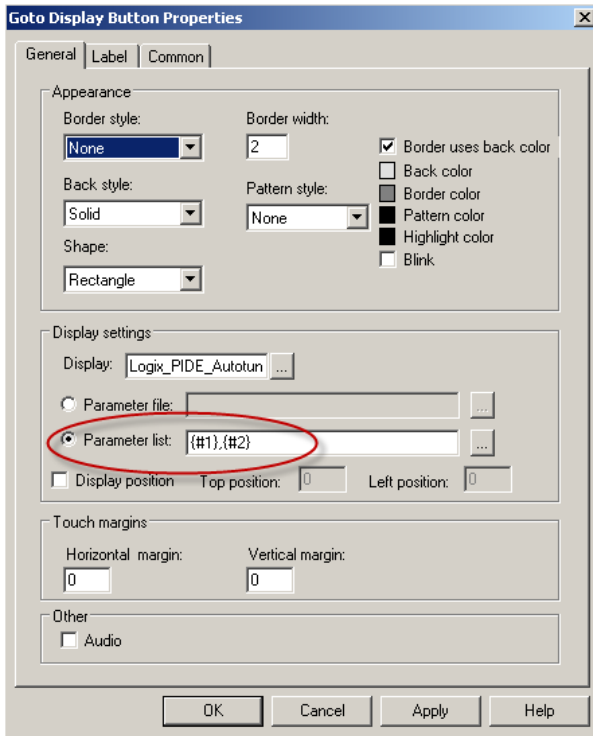 Goto Display Button Properties
General Label Common
Appearance
Border style: Border width:
None 2 Border uses back color
Back color
Back style: Pattern style: Border color
Solid None Pattern color
Highlight color
Shape: Blink
Rectangle
Display settings
Display: Logix_PIDE_Autotun ...
Parameter file: ...
Parameter list: {#1},{#2} ...
Display position Top position: 0 Left position: 0
Touch margins
Horizontal margin: Vertical margin:
0 0
Other
Audio
OK Cancel Apply Help